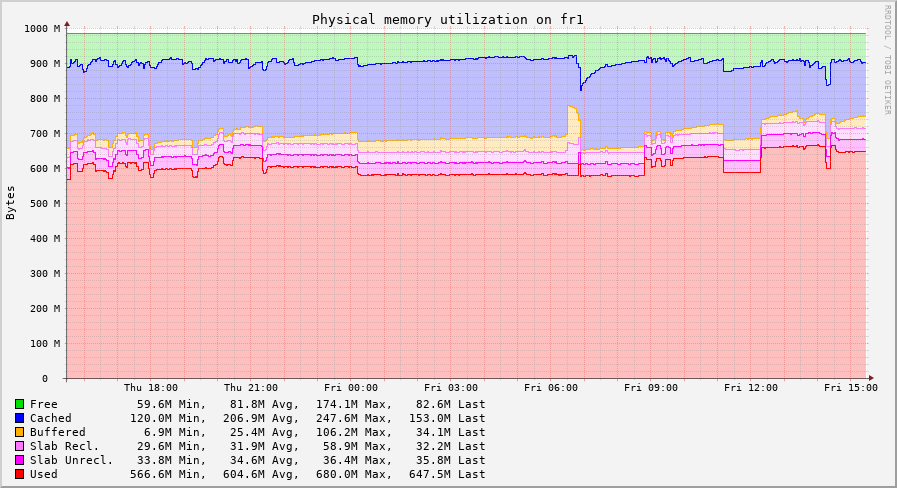 Physical memory utilization on fr1
RRDTOOL / TOBI OETIKER
Bytes
1000 M
900 M
800 M
700 M
600 M
500 M
400 M
300 M
200 M
100 M
0
Thu 18:00 Thu 21:00 Fri 00:00 Fri 03:00 Fri 06:00 Fri 09:00 Fri 12:00 Fri 15:00
Free 59.6M Min, 81.8M Avg, 174.1M Max, 82.6M Last
Cached 120.0M Min, 206.9M Avg, 247.6M Max, 153.0M Last
Buffered 6.9M Min, 25.4M Avg, 106.2M Max, 34.1M Last
Slab Recl. 29.6M Min, 31.9M Avg, 58.9M Max, 32.2M Last
Slab Unrecl. 33.8M Min, 34.6M Avg, 36.4M Max, 35.8M Last
Used 566.6M Min, 604.6M Avg, 680.0M Max, 647.5M Last